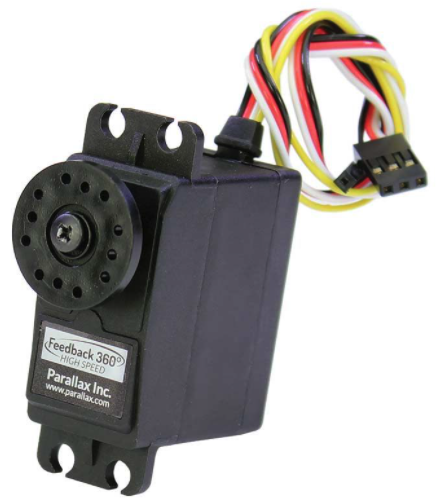 Feedback 360°
HIGH SPEED
Parallax Inc.
www.parallax.com